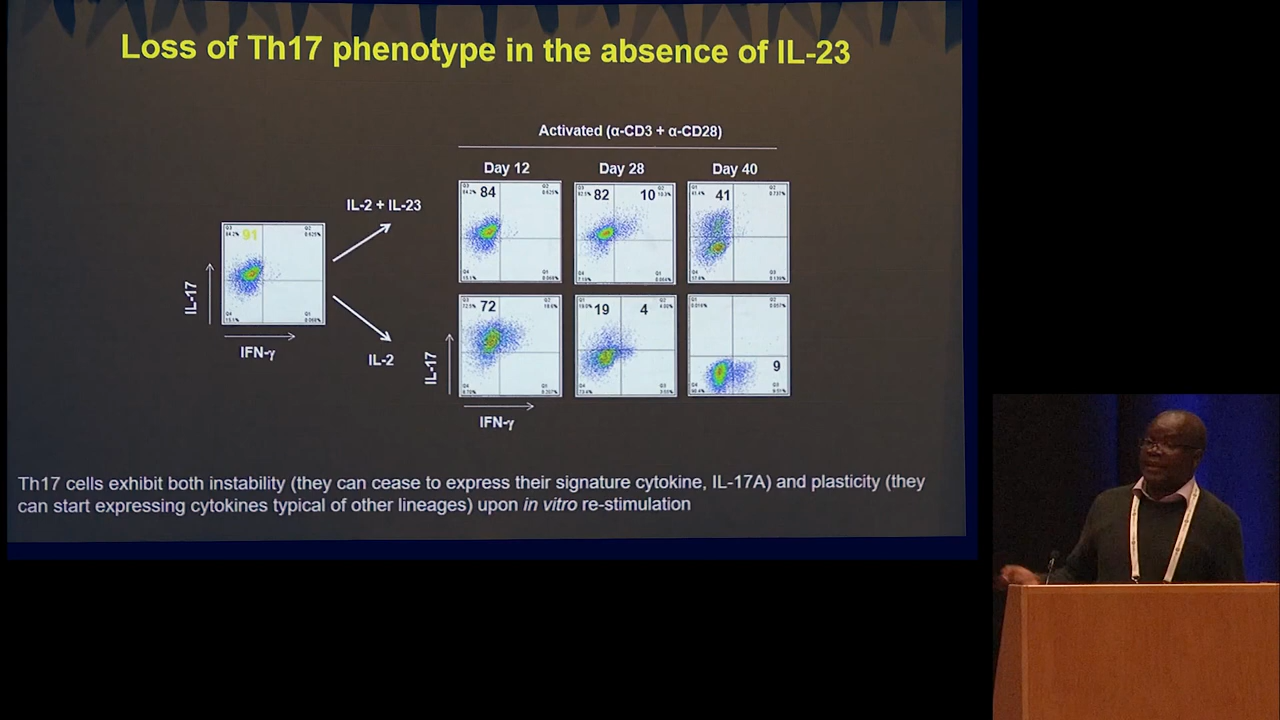 Loss of Th17 phenotype in the absence of IL-23
Activated (α-CD3 + α-CD28)
Day 12
Day 28
Day 40
IL-2 + IL-23
IL-2
91
84
82
10
41
72
19
4
9
IL-17
IFN-γ
IL-17
IFN-γ
Th17 cells exhibit both instability (they can cease to express their signature cytokine, IL-17A) and plasticity (they
can start expressing cytokines typical of other lineages) upon in vitro re-stimulation